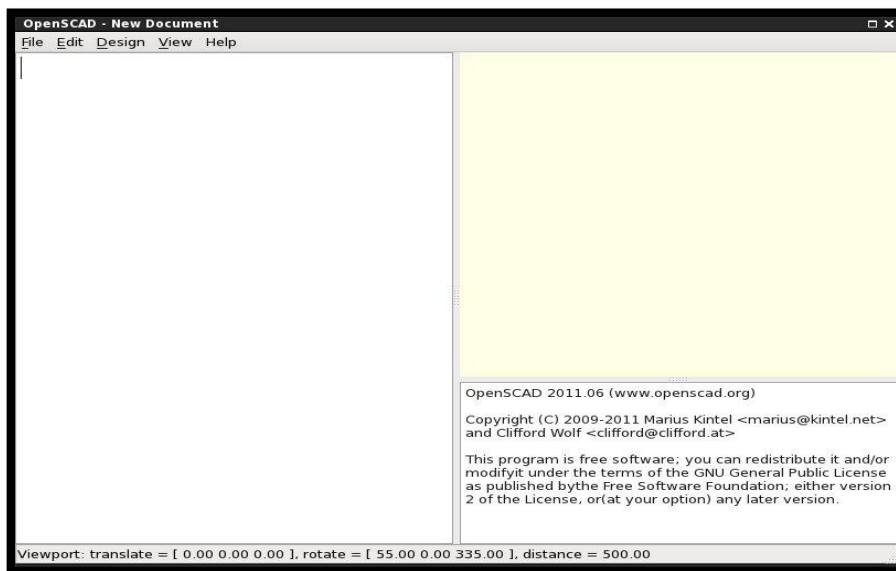 OpenSCAD - New Document
File Edit Design View Help
OpenSCAD 2011.06 (www.openscad.org)
Copyright (C) 2009-2011 Marius Kintel <marius@kintel.net>
and Clifford Wolf <clifford@clifford.at>
This program is free software; you can redistribute it and/or
modifyit under the terms of the GNU General Public License
as published bythe Free Software Foundation; either version
2 of the License, or(at your option) any later version.
Viewport: translate = [ 0.00 0.00 0.00 ], rotate = [ 55.00 0.00 335.00 ], distance = 500.00